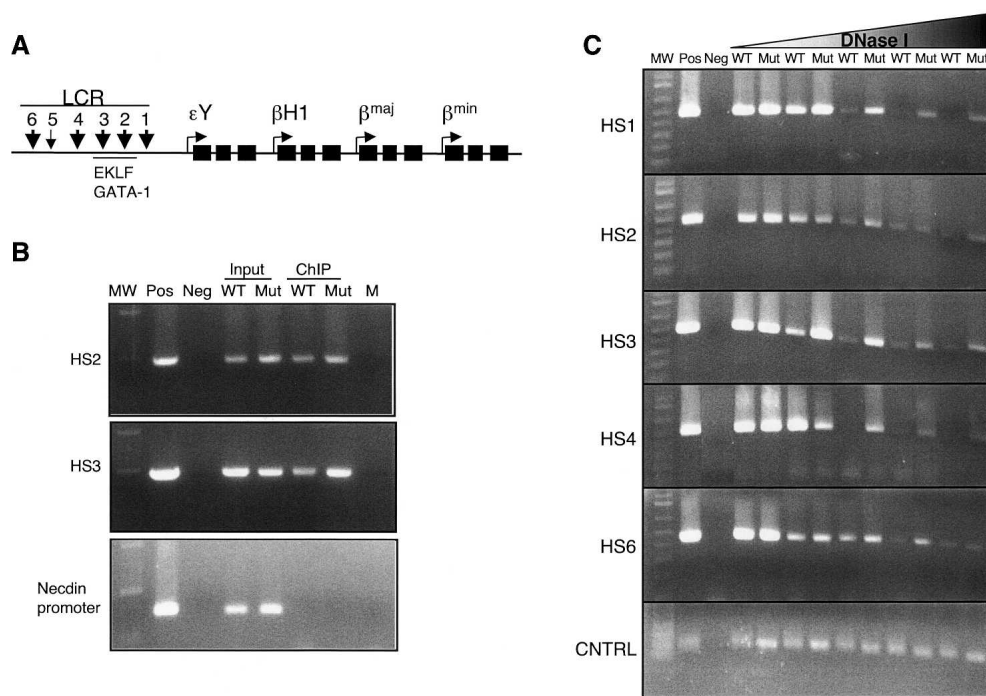 A
LCR
6 5 4 3 2 1
εY βH1 βmaj βmin
EKLF
GATA-1
B
Input ChIP
MW Pos Neg WT Mut WT Mut M
HS2
HS3
Necdin
promoter
C
DNase I
MW Pos Neg WT Mut WT Mut WT Mut WT Mut WT Mut
HS1
HS2
HS3
HS4
HS6
CNTRL